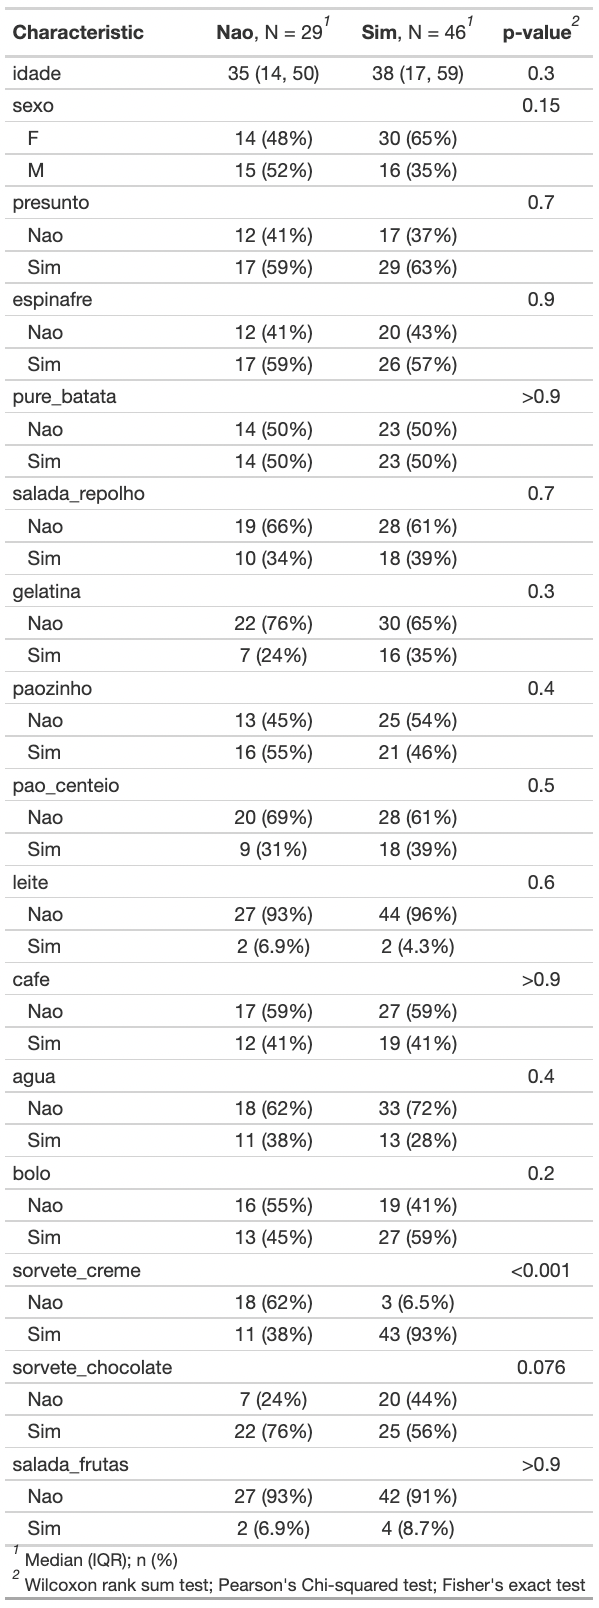 Characteristic Nao, N = 29¹ Sim, N = 46¹ p-value²
idade 35 (14, 50) 38 (17, 59) 0.3
sexo 0.15
F 14 (48%) 30 (65%)
M 15 (52%) 16 (35%)
presunto 0.7
Nao 12 (41%) 17 (37%)
Sim 17 (59%) 29 (63%)
espinafre 0.9
Nao 12 (41%) 20 (43%)
Sim 17 (59%) 26 (57%)
pure_batata >0.9
Nao 14 (50%) 23 (50%)
Sim 14 (50%) 23 (50%)
salada_repolho 0.7
Nao 19 (66%) 28 (61%)
Sim 10 (34%) 18 (39%)
gelatina 0.3
Nao 22 (76%) 30 (65%)
Sim 7 (24%) 16 (35%)
paozinho 0.4
Nao 13 (45%) 25 (54%)
Sim 16 (55%) 21 (46%)
pao_centeio 0.5
Nao 20 (69%) 28 (61%)
Sim 9 (31%) 18 (39%)
leite 0.6
Nao 27 (93%) 44 (96%)
Sim 2 (6.9%) 2 (4.3%)
cafe >0.9
Nao 17 (59%) 27 (59%)
Sim 12 (41%) 19 (41%)
agua 0.4
Nao 18 (62%) 33 (72%)
Sim 11 (38%) 13 (28%)
bolo 0.2
Nao 16 (55%) 19 (41%)
Sim 13 (45%) 27 (59%)
sorvete_creme <0.001
Nao 18 (62%) 3 (6.5%)
Sim 11 (38%) 43 (93%)
sorvete_chocolate 0.076
Nao 7 (24%) 20 (44%)
Sim 22 (76%) 25 (56%)
salada_frutas >0.9
Nao 27 (93%) 42 (91%)
Sim 2 (6.9%) 4 (8.7%)
¹ Median (IQR); n (%)
² Wilcoxon rank sum test; Pearson's Chi-squared test; Fisher's exact test